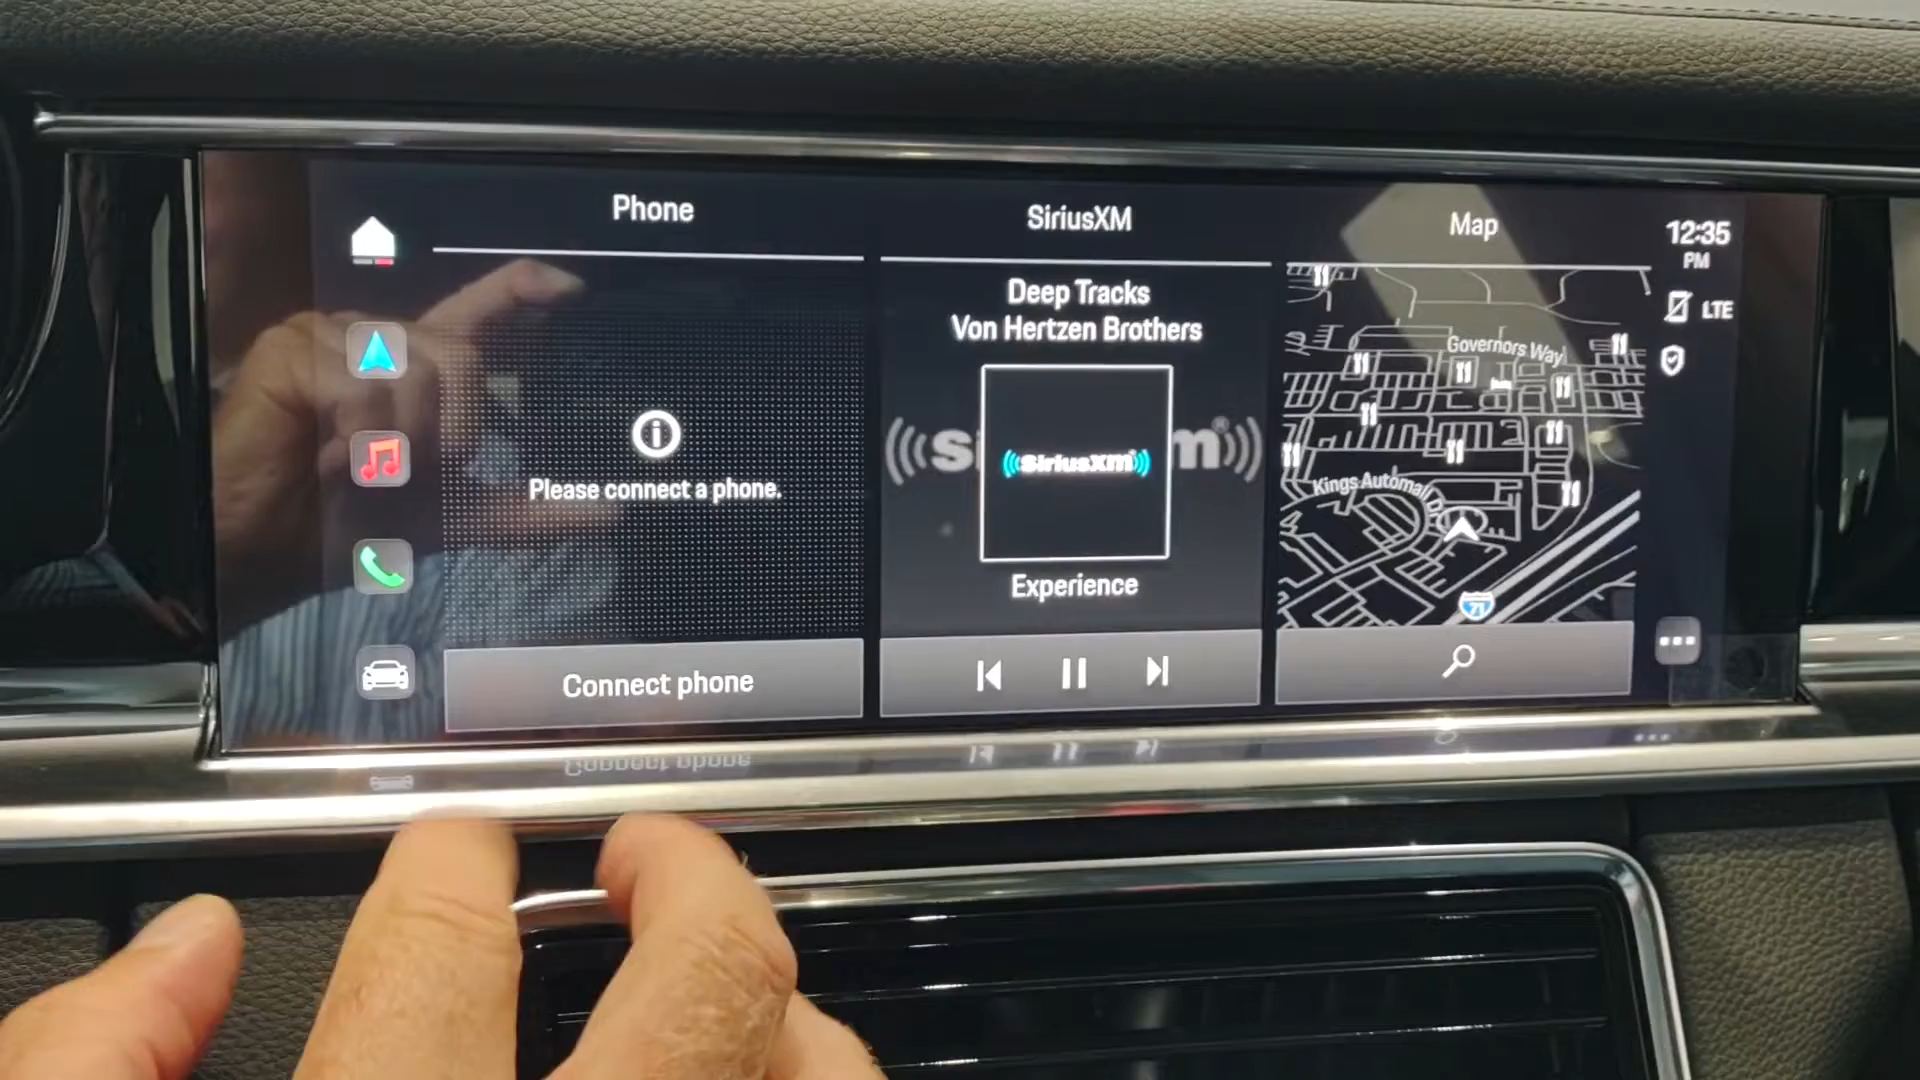 Phone
SiriusXM
Map
12:35
PM
LTE
Deep Tracks
Von Hertzen Brothers
Please connect a phone.
((SiriusXM))
Experience
Connect phone
Governors Way
Kings Automall Dr
71